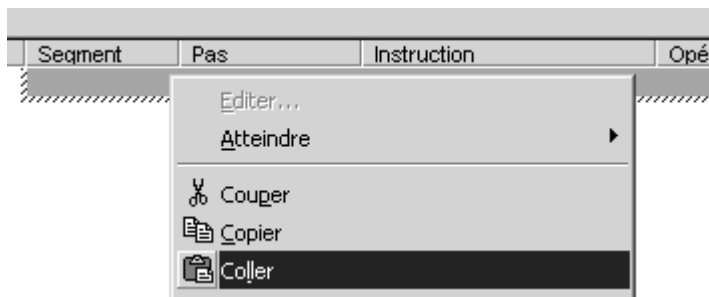 Segment Pas Instruction Opé
Editer...
Atteindre
Couper
Copier
Coller